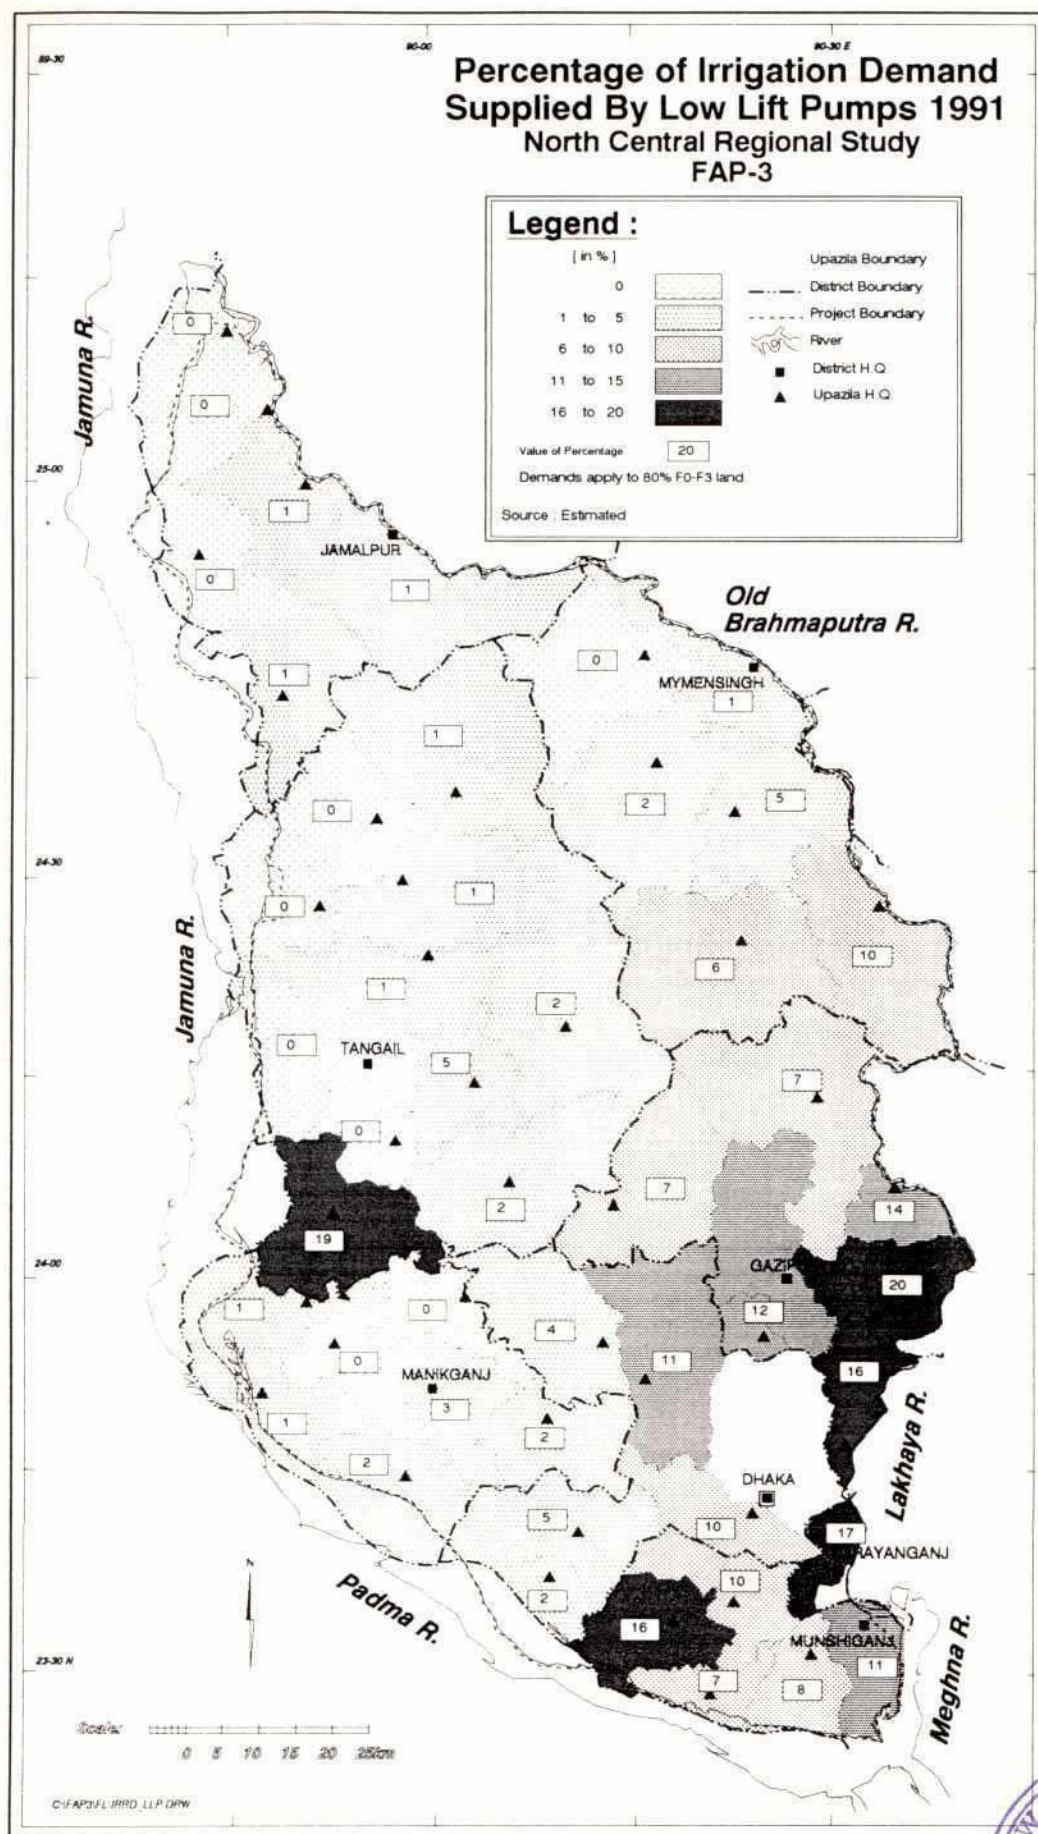 89-30
90-00
90-30 E
Percentage of Irrigation Demand
Supplied By Low Lift Pumps 1991
North Central Regional Study
FAP-3
Legend :
[ in % ]
0
1 to 5
6 to 10
11 to 15
16 to 20
Value of Percentage 20
Demands apply to 80% F0-F3 land
Source : Estimated
Upazila Boundary
District Boundary
Project Boundary
River
District H.Q.
Upazila H.Q.
Jamuna R.
0
0
25-00
1
JAMALPUR
0
1
Old
Brahmaputra R.
0
1
MYMENSINGH
1
1
0
2
5
24-30
0
1
Jamuna R.
6
10
1
2
0
TANGAIL
5
7
0
7
2
14
19
24-00
GAZIP
20
1
0
12
4
0
11
16
MANIKGANJ
3
1
2
Lakhaya R.
2
DHAKA
5
10
17
RAYANGANJ
10
Padma R.
2
16
MUNSHIGANJ
23-30 N
11
7
8
Meghna R.
Scale:
0 5 10 15 20 25km
C:\FAP3\FL\IRRD_LLP.DRW